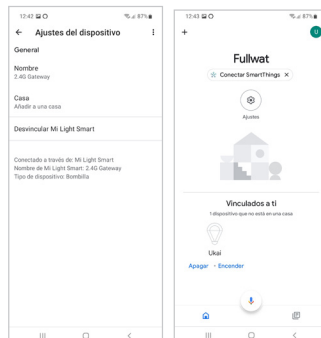 12:42
87%
Ajustes del dispositivo
General
Nombre
2.4G Gateway
Casa
Añadir a una casa
Desvincular Mi Light Smart
Conectado a través de: Mi Light Smart
Nombre de Mi Light Smart: 2.4G Gateway
Tipo de dispositivo: Bombilla
12:43
87%
U
Fullwat
Conectar SmartThings
Ajustes
Vinculados a ti
1 dispositivo que no está en una casa
Ukai
Apagar • Encender